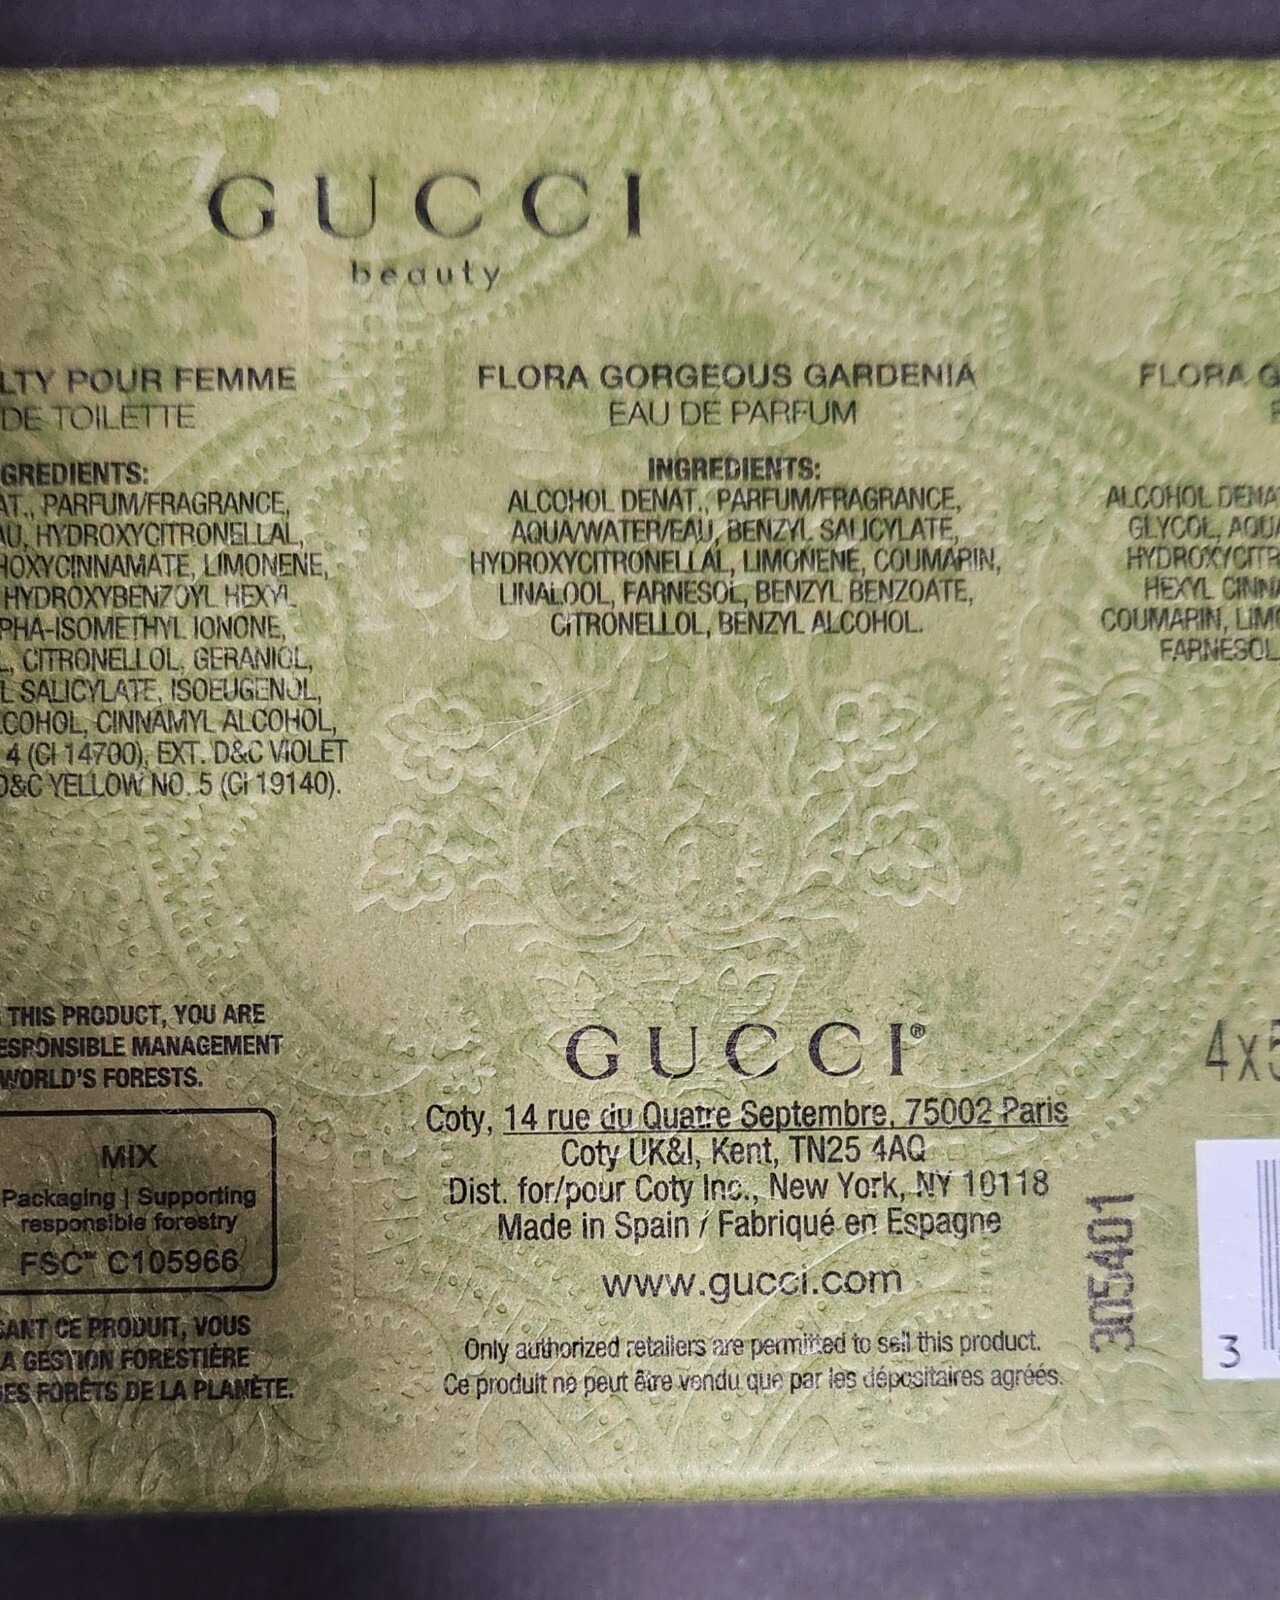 GUCCI
beauty
LTY POUR FEMME
DE TOILETTE
GREDIENTS:
AT., PARFUM/FRAGRANCE,
AU, HYDROXYCITRONELLAL,
HOXYCINNAMATE, LIMONENE,
HYDROXYBENZOYL HEXYL
PHA-ISOMETHYL IONONE,
L, CITRONELLOL, GERANIOL,
L SALICYLATE, ISOEUGENOL,
COHOL, CINNAMYL ALCOHOL,
4 (CI 14700), EXT. D&C VIOLET
D&C YELLOW NO. 5 (CI 19140).
FLORA GORGEOUS GARDENIA
EAU DE PARFUM
INGREDIENTS:
ALCOHOL DENAT., PARFUM/FRAGRANCE,
AQUA/WATER/EAU, BENZYL SALICYLATE,
HYDROXYCITRONELLAL, LIMONENE, COUMARIN,
LINALOOL, FARNESOL, BENZYL BENZOATE,
CITRONELLOL, BENZYL ALCOHOL.
FLORA G
ALCOHOL DENA
GLYCOL, AQUA
HYDROXYCITR
HEXYL CINNA
COUMARIN, LIMO
FARNESOL
THIS PRODUCT, YOU ARE
ESPONSIBLE MANAGEMENT
WORLD'S FORESTS.
MIX
Packaging | Supporting
responsible forestry
FSC™ C105966
SANT CE PRODUIT, VOUS
A GESTION FORESTIÈRE
DES FORÊTS DE LA PLANÈTE.
GUCCI®
Coty, 14 rue du Quatre Septembre, 75002 Paris
Coty UK&I, Kent, TN25 4AQ
Dist. for/pour Coty Inc., New York, NY 10118
Made in Spain / Fabriqué en Espagne
www.gucci.com
Only authorized retailers are permitted to sell this product.
Ce produit ne peut être vendu que par les dépositaires agréés.
305401
4x5
3